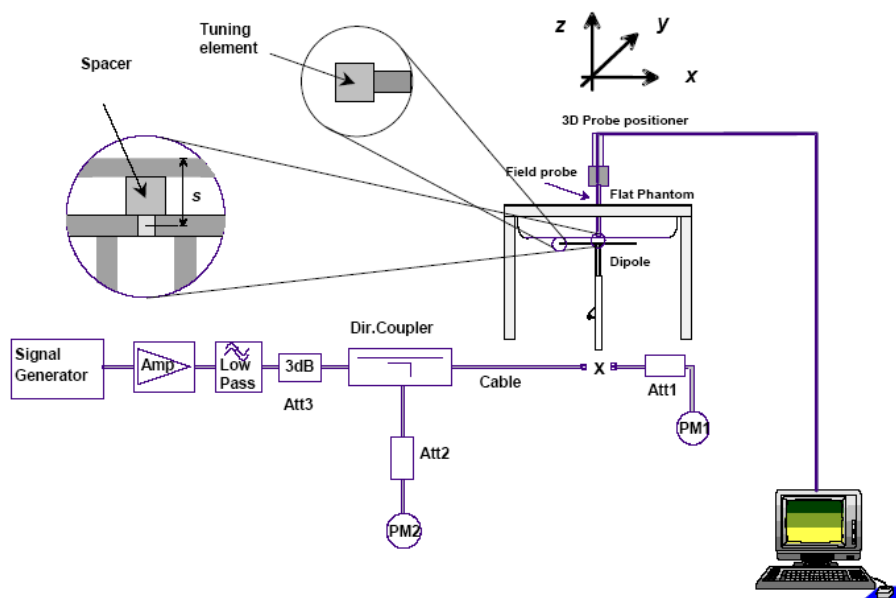 Tuning
element
Spacer
z
y
x
3D Probe positioner
s
Field probe
Flat Phantom
Dipole
Dir.Coupler
Signal
Generator
Amp
Low
Pass
3dB
Att3
Cable
X
Att1
PM1
Att2
PM2